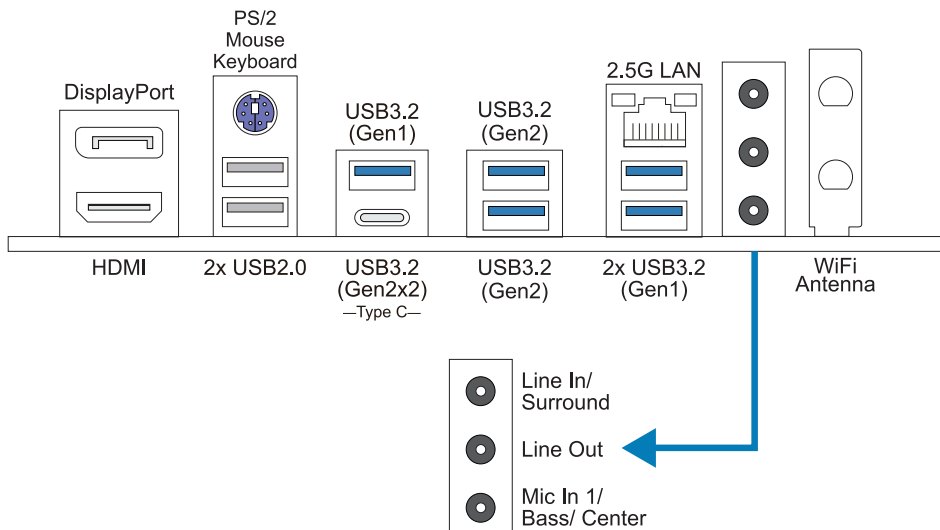 PS/2
Mouse
Keyboard
DisplayPort
USB3.2
(Gen1)
USB3.2
(Gen2)
2.5G LAN
HDMI
2x USB2.0
USB3.2
(Gen2x2)
—Type C—
USB3.2
(Gen2)
2x USB3.2
(Gen1)
WiFi
Antenna
Line In/
Surround
Line Out
Mic In 1/
Bass/ Center